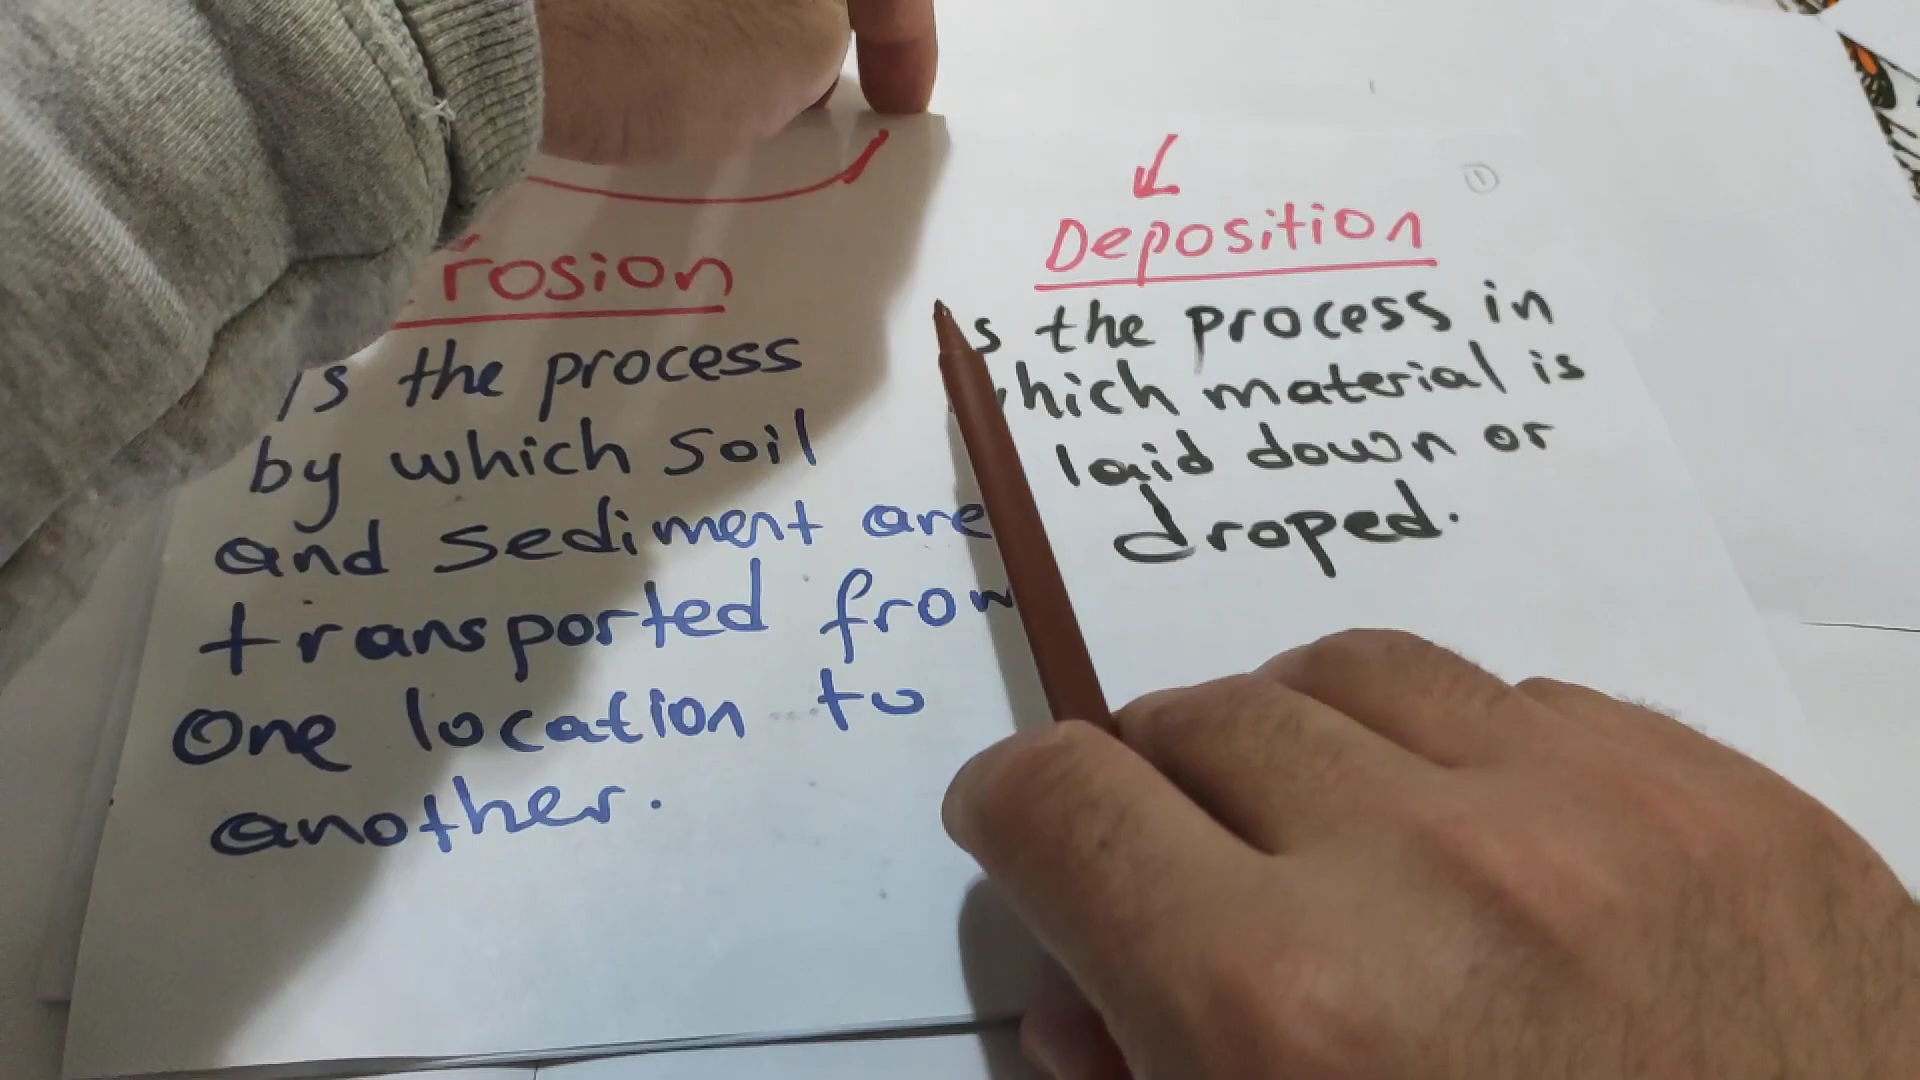 rosion
is the process
by which soil
and sediment are
transported from
One location to
another.
Deposition
s the process in
which material is
laid down or
droped.